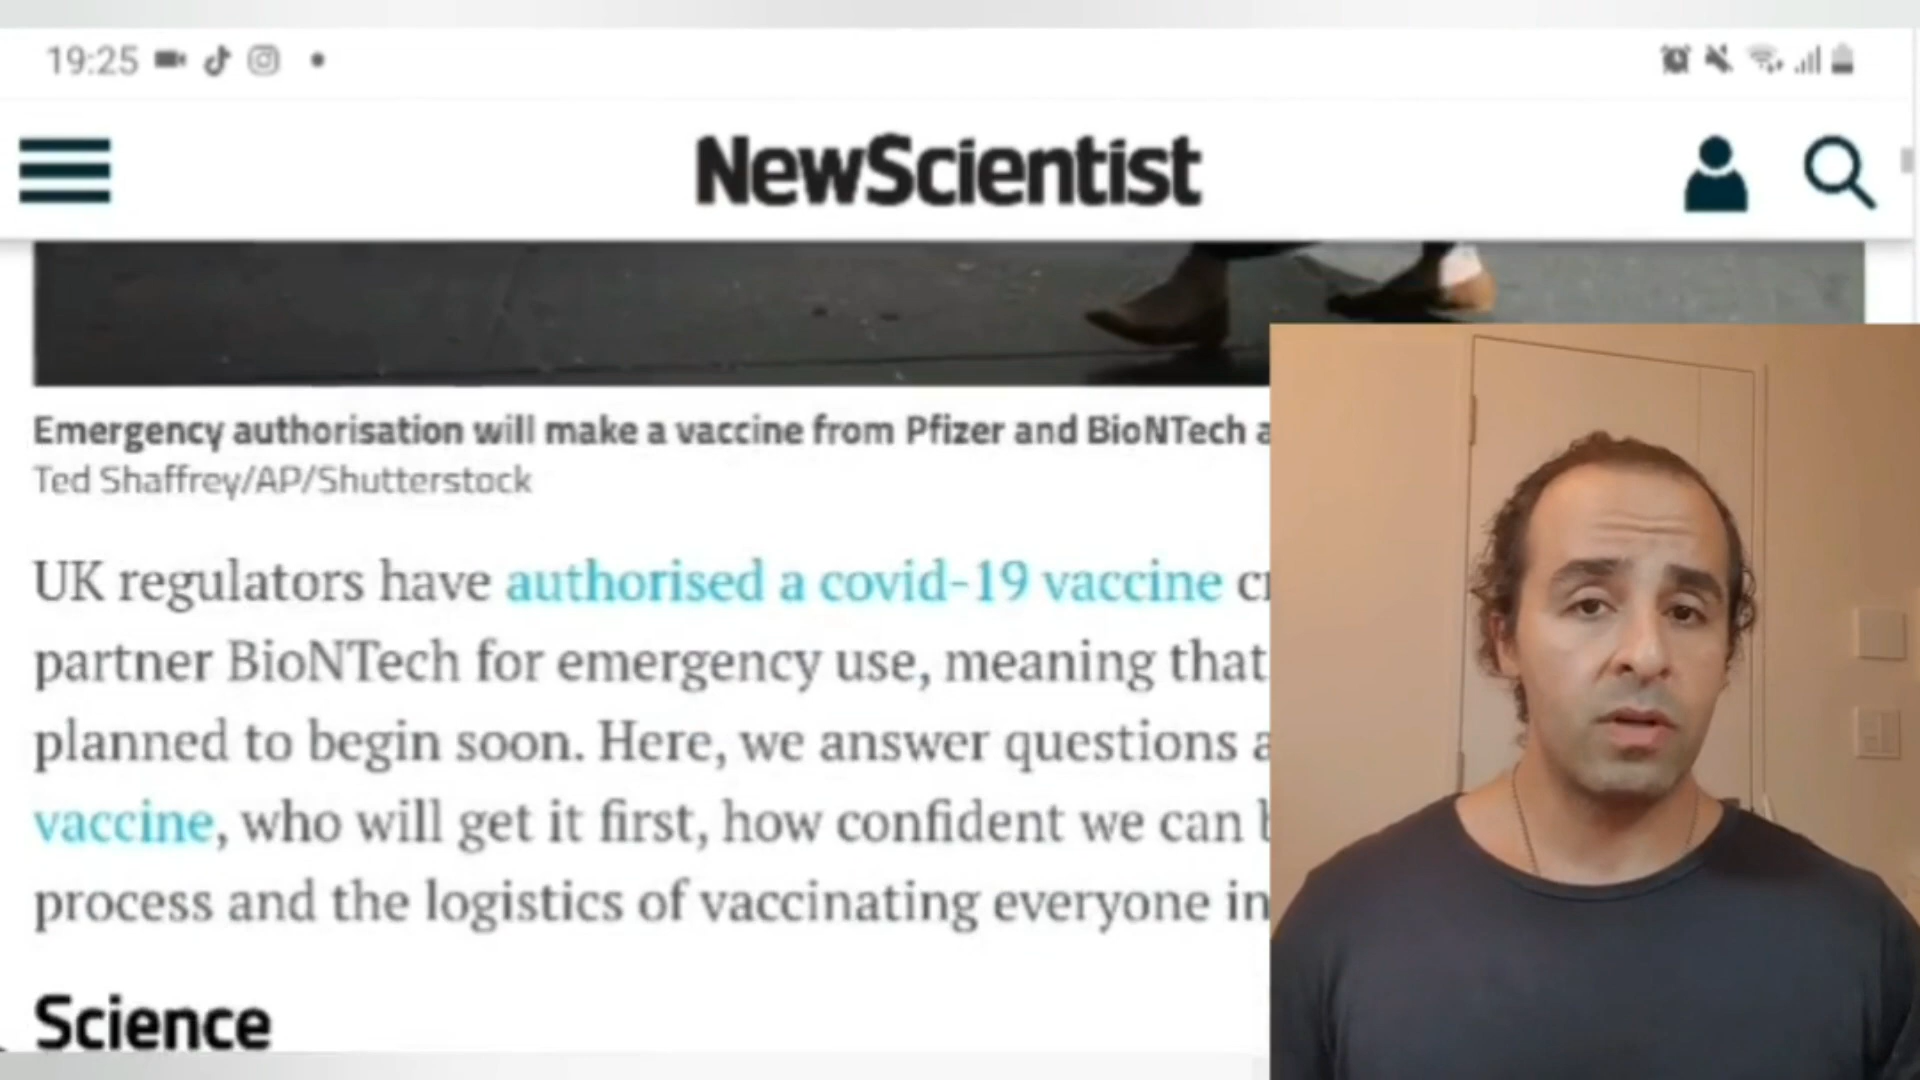 19:25
NewScientist
Emergency authorisation will make a vaccine from Pfizer and BioNTech
Ted Shaffrey/AP/Shutterstock
UK regulators have authorised a covid-19 vaccine
partner BioNTech for emergency use, meaning that
planned to begin soon. Here, we answer questions
vaccine, who will get it first, how confident we can
process and the logistics of vaccinating everyone in
Science